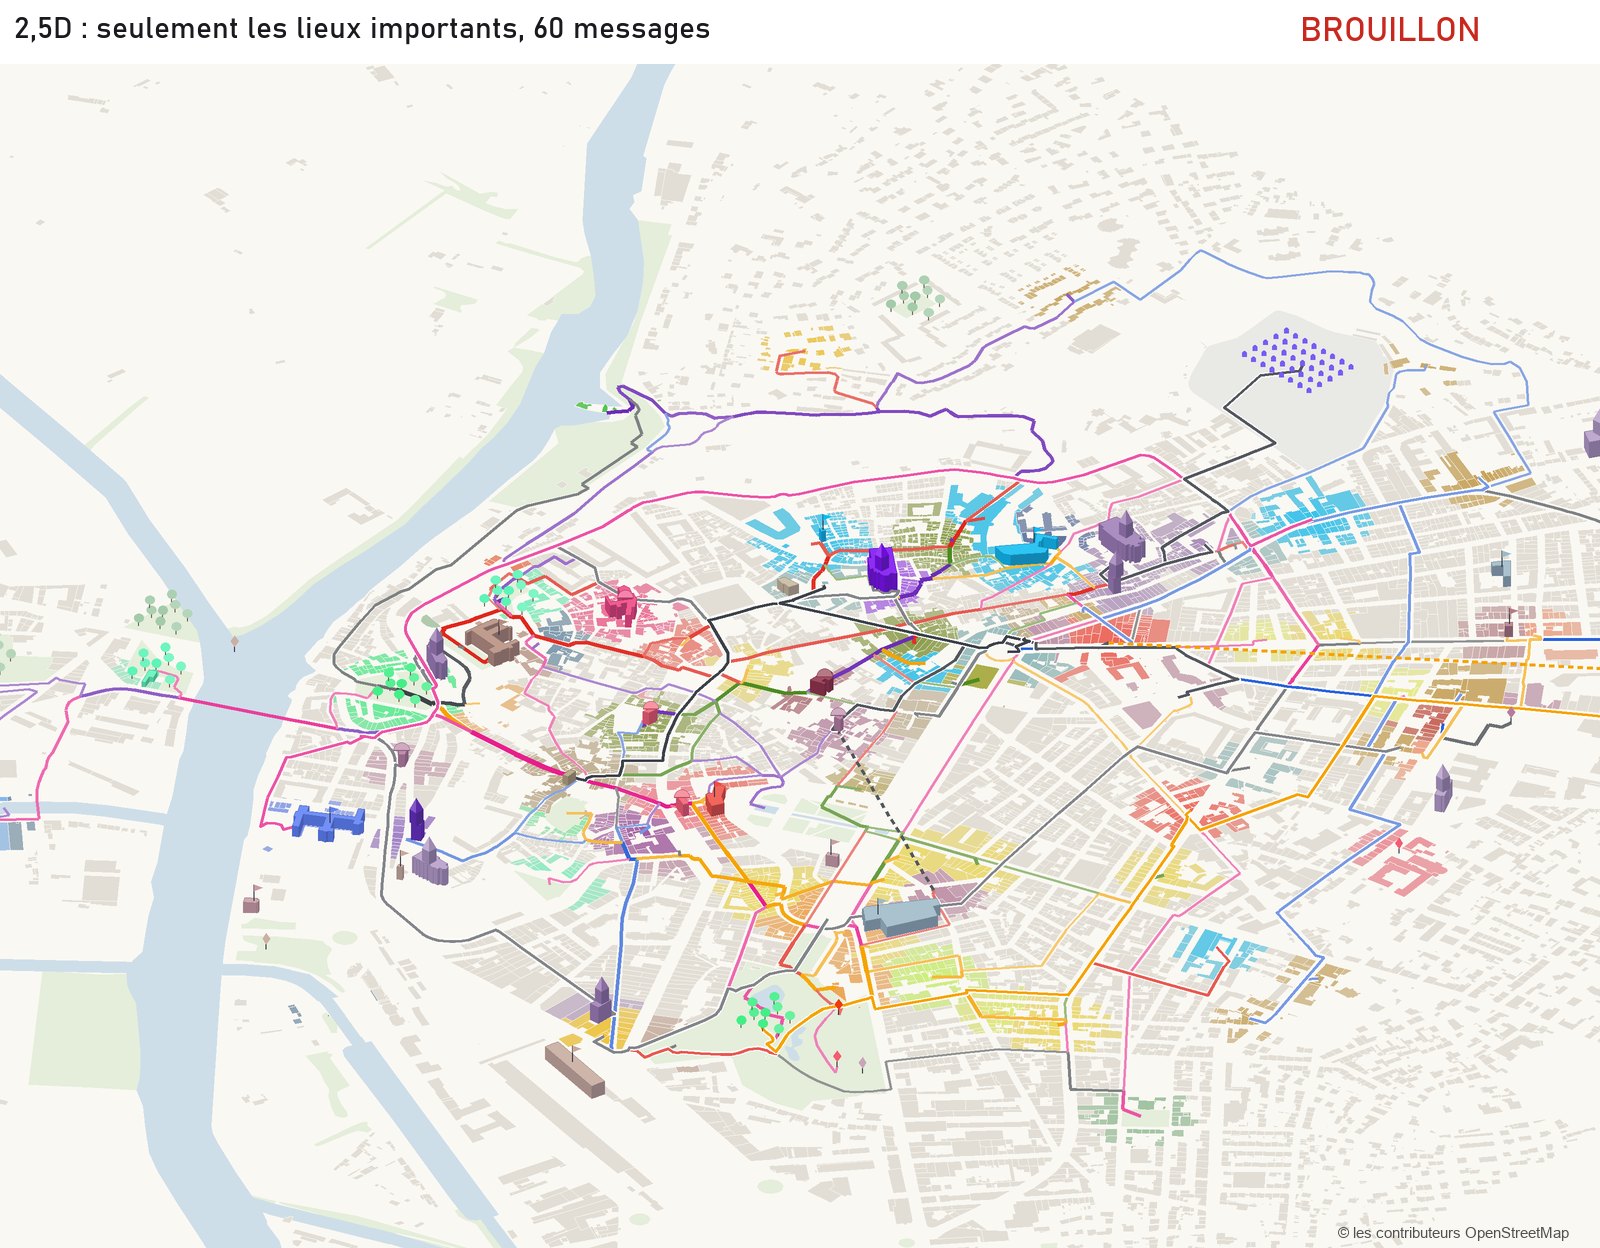 2,5D : seulement les lieux importants, 60 messages
BROUILLON
© les contributeurs OpenStreetMap